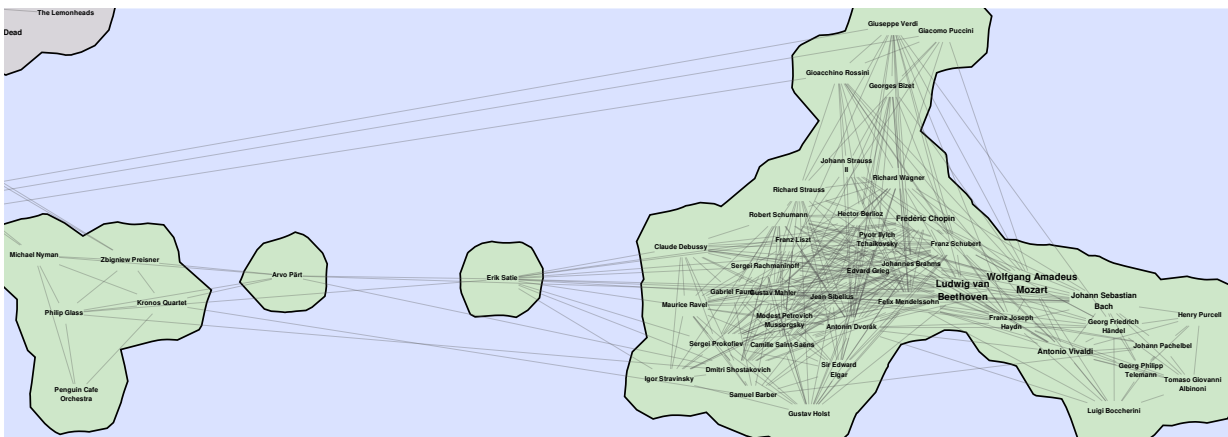 The Lemonheads
Dead
Giuseppe Verdi
Giacomo Puccini
Gioacchino Rossini
Georges Bizet
Johann Strauss
II
Richard Wagner
Richard Strauss
Robert Schumann
Hector Berlioz
Frédéric Chopin
Pyotr Ilyich
Tchaikovsky
Franz Liszt
Franz Schubert
Claude Debussy
Michael Nyman
Zbigniew Preisner
Arvo Pärt
Erik Satie
Sergei Rachmaninoff
Edvard Grieg
Johannes Brahms
Wolfgang Amadeus
Mozart
Ludwig van
Beethoven
Gabriel Fauré
Gustav Mahler
Jean Sibelius
Felix Mendelssohn
Johann Sebastian
Bach
Kronos Quartet
Philip Glass
Maurice Ravel
Modest Petrovich
Mussorgsky
Antonín Dvořák
Franz Joseph
Haydn
Georg Friedrich
Händel
Henry Purcell
Sergei Prokofiev
Camille Saint-Saëns
Antonio Vivaldi
Johann Pachelbel
Igor Stravinsky
Dmitri Shostakovich
Sir Edward
Elgar
Georg Philipp
Telemann
Tomaso Giovanni
Albinoni
Penguin Cafe
Orchestra
Samuel Barber
Gustav Holst
Luigi Boccherini